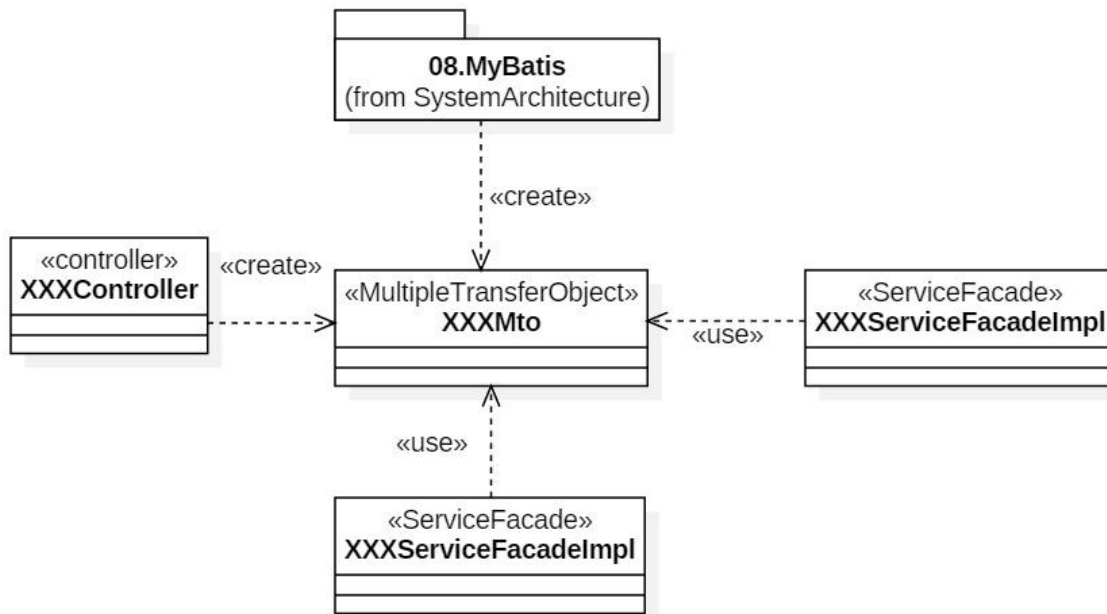 08.MyBatis
(from SystemArchitecture)
«create»
«controller»
XXXController
«create»
«MultipleTransferObject»
XXXMto
«ServiceFacade»
XXXServiceFacadeImpl
«use»
«use»
«ServiceFacade»
XXXServiceFacadeImpl